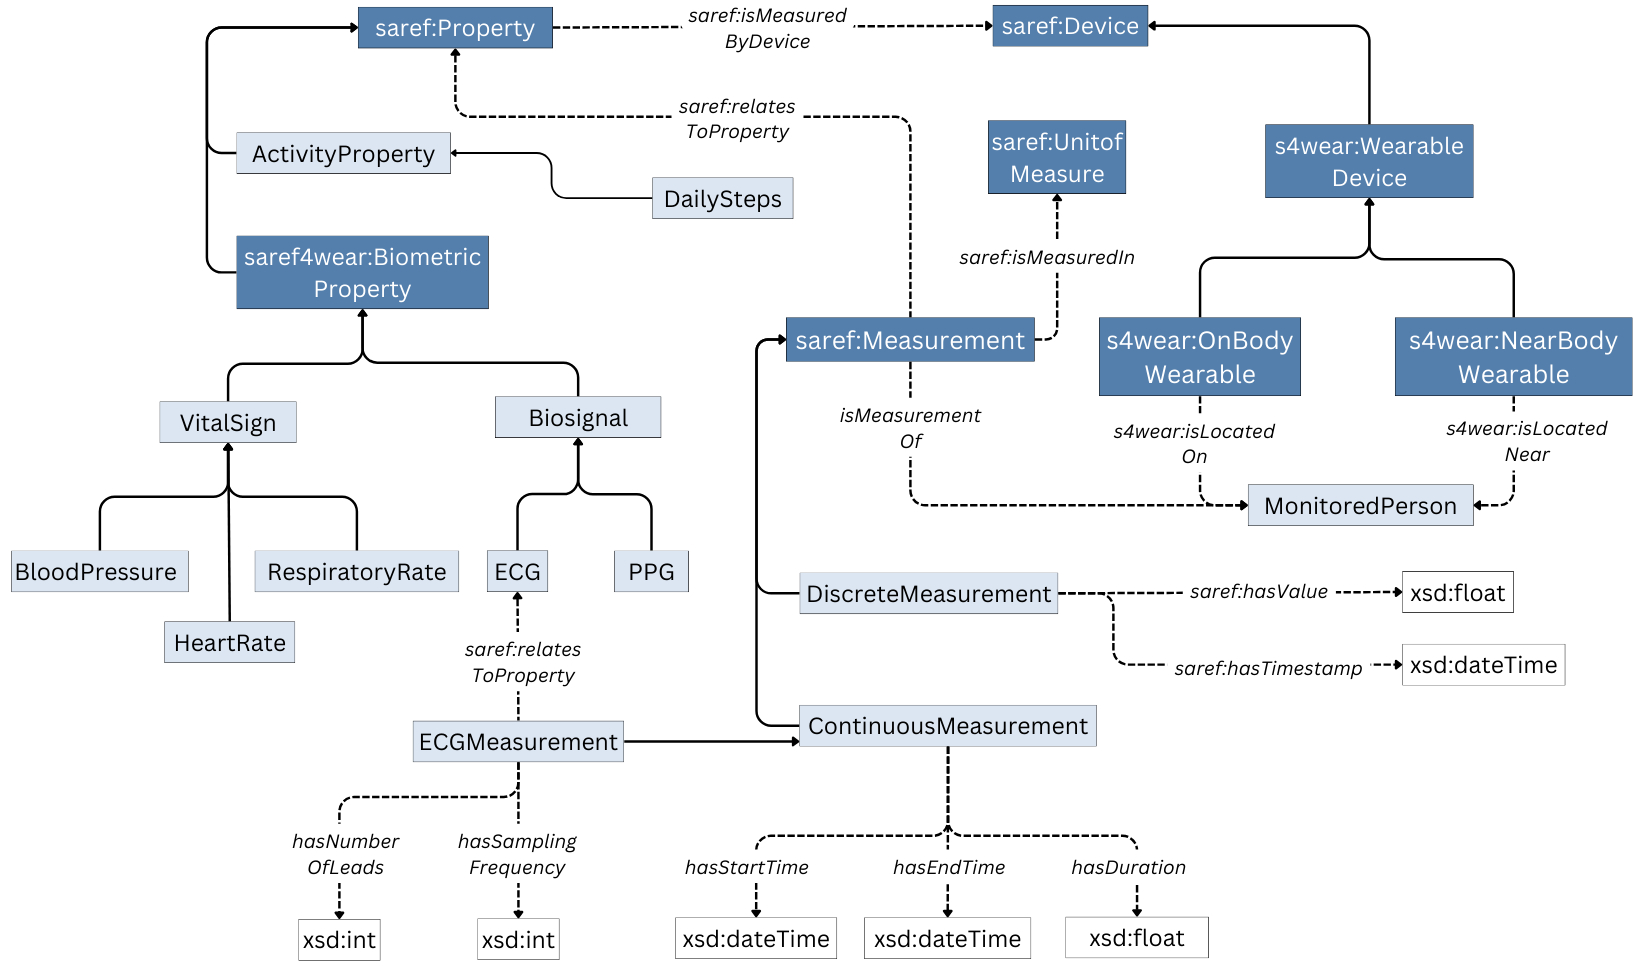 saref:Property
saref:isMeasured
ByDevice
saref:Device
saref:relates
ToProperty
ActivityProperty
DailySteps
saref:Unitof
Measure
s4wear:Wearable
Device
saref4wear:Biometric
Property
saref:isMeasuredIn
saref:Measurement
s4wear:OnBody
Wearable
s4wear:NearBody
Wearable
VitalSign
Biosignal
isMeasurement
Of
s4wear:isLocated
On
s4wear:isLocated
Near
MonitoredPerson
BloodPressure
RespiratoryRate
ECG
PPG
HeartRate
DiscreteMeasurement
saref:hasValue
xsd:float
saref:hasTimestamp
xsd:dateTime
saref:relates
ToProperty
ECGMeasurement
ContinuousMeasurement
hasNumber
OfLeads
hasSampling
Frequency
hasStartTime
hasEndTime
hasDuration
xsd:int
xsd:int
xsd:dateTime
xsd:dateTime
xsd:float